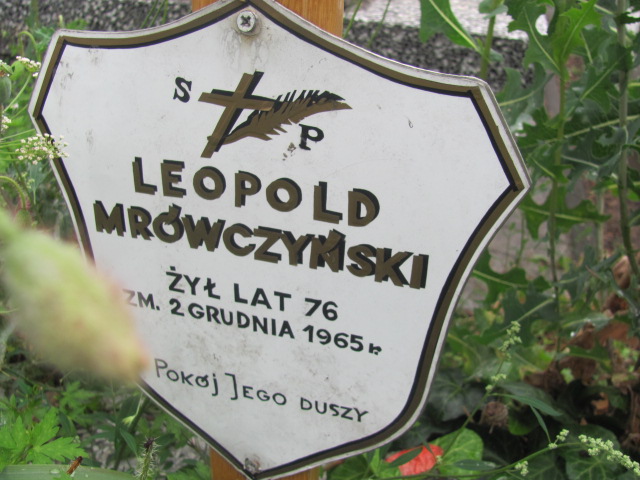 S P
LEOPOLD
MRÓWCZYŃSKI
ŻYŁ LAT 76
ZM. 2 GRUDNIA 1965 r.
POKÓJ JEGO DUSZY